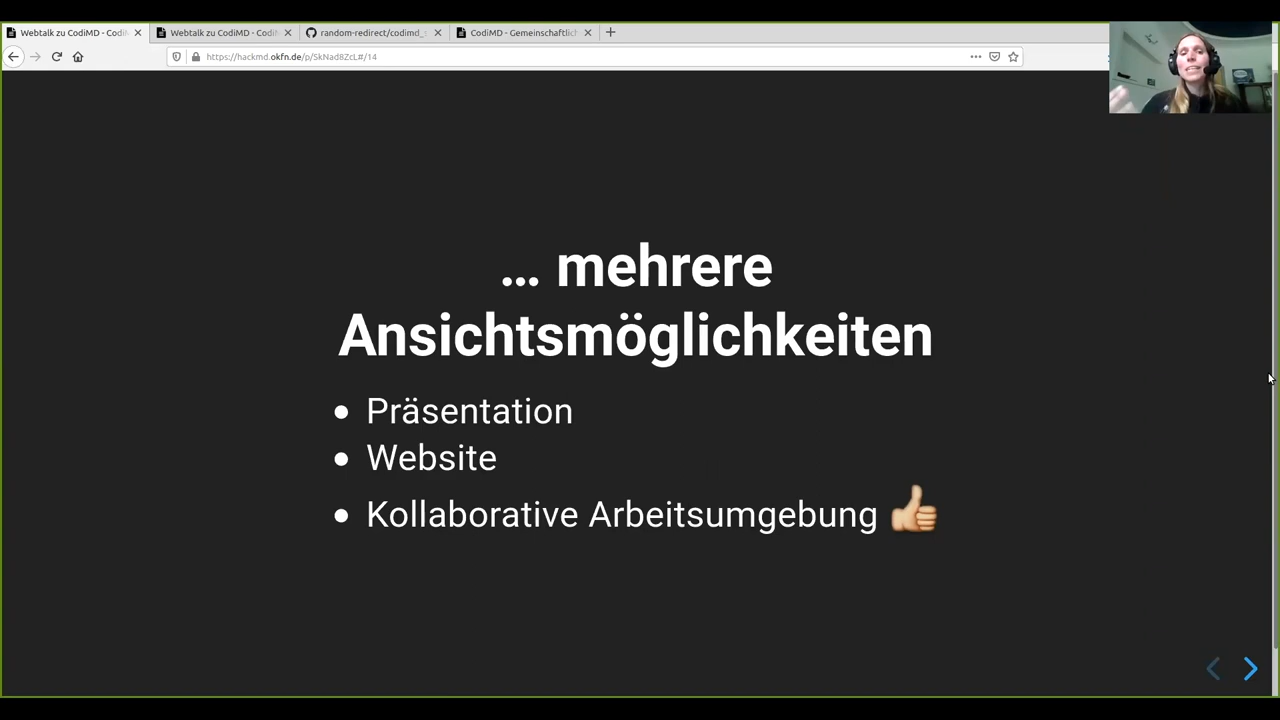 Webtalk zu CodiMD - Codi
Webtalk zu CodiMD - Codi
random-redirect/codimd_
CodiMD - Gemeinschaftlich
https://hackmd.okfn.de/p/SkNad8ZcL#/14
… mehrere
Ansichtsmöglichkeiten
• Präsentation
• Website
• Kollaborative Arbeitsumgebung 👍🏼